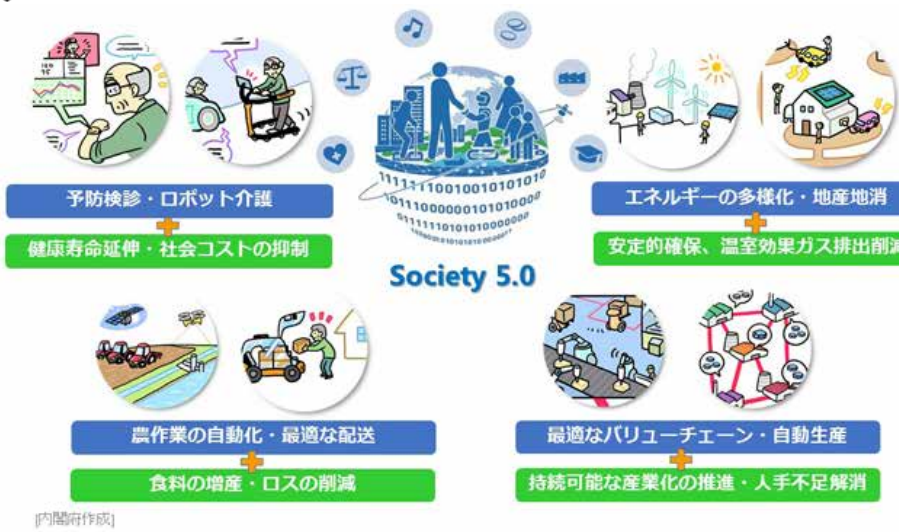 予防検診・ロボット介護
健康寿命延伸・社会コストの抑制
エネルギーの多様化・地産地消
安定的確保、温室効果ガス排出削減
Society 5.0
農作業の自動化・最適な配送
食料の増産・ロスの削減
最適なバリューチェーン・自動生産
持続可能な産業化の推進・人手不足解消
[内閣府作成]